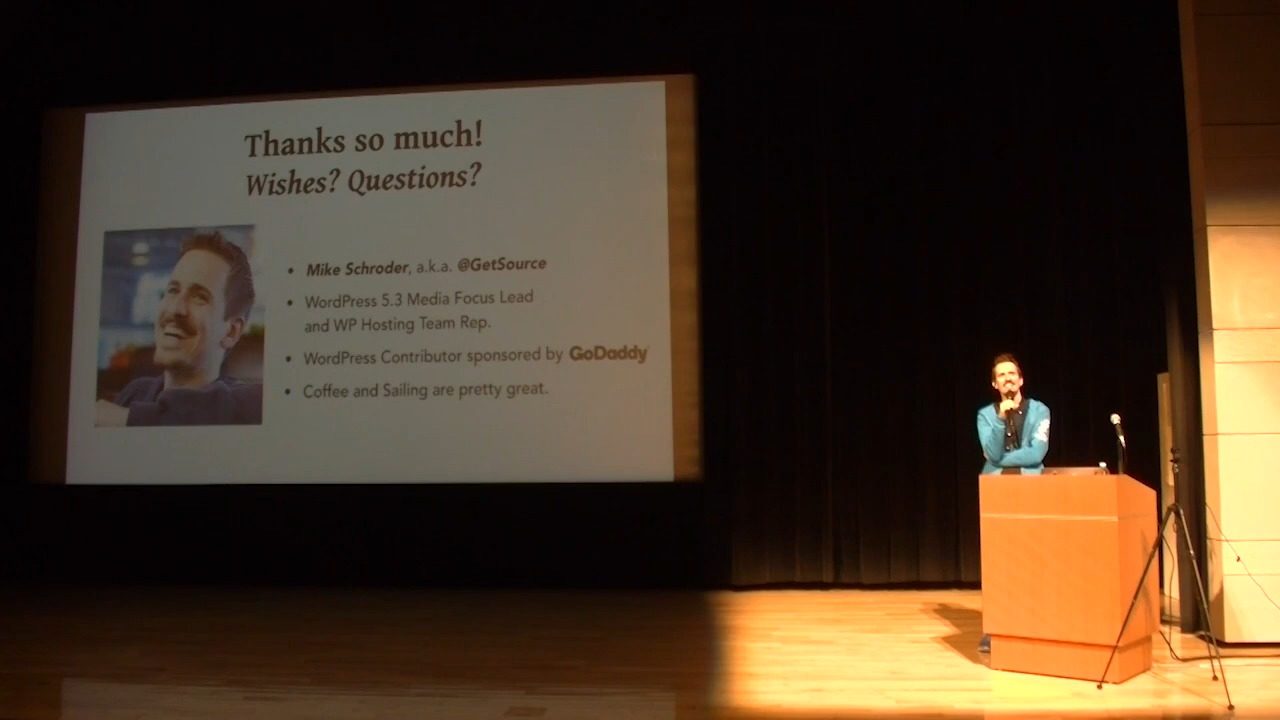 Thanks so much!
Wishes? Questions?
• Mike Schroder, a.k.a. @GetSource
• WordPress 5.3 Media Focus Lead
and WP Hosting Team Rep.
• WordPress Contributor sponsored by GoDaddy
• Coffee and Sailing are pretty great.